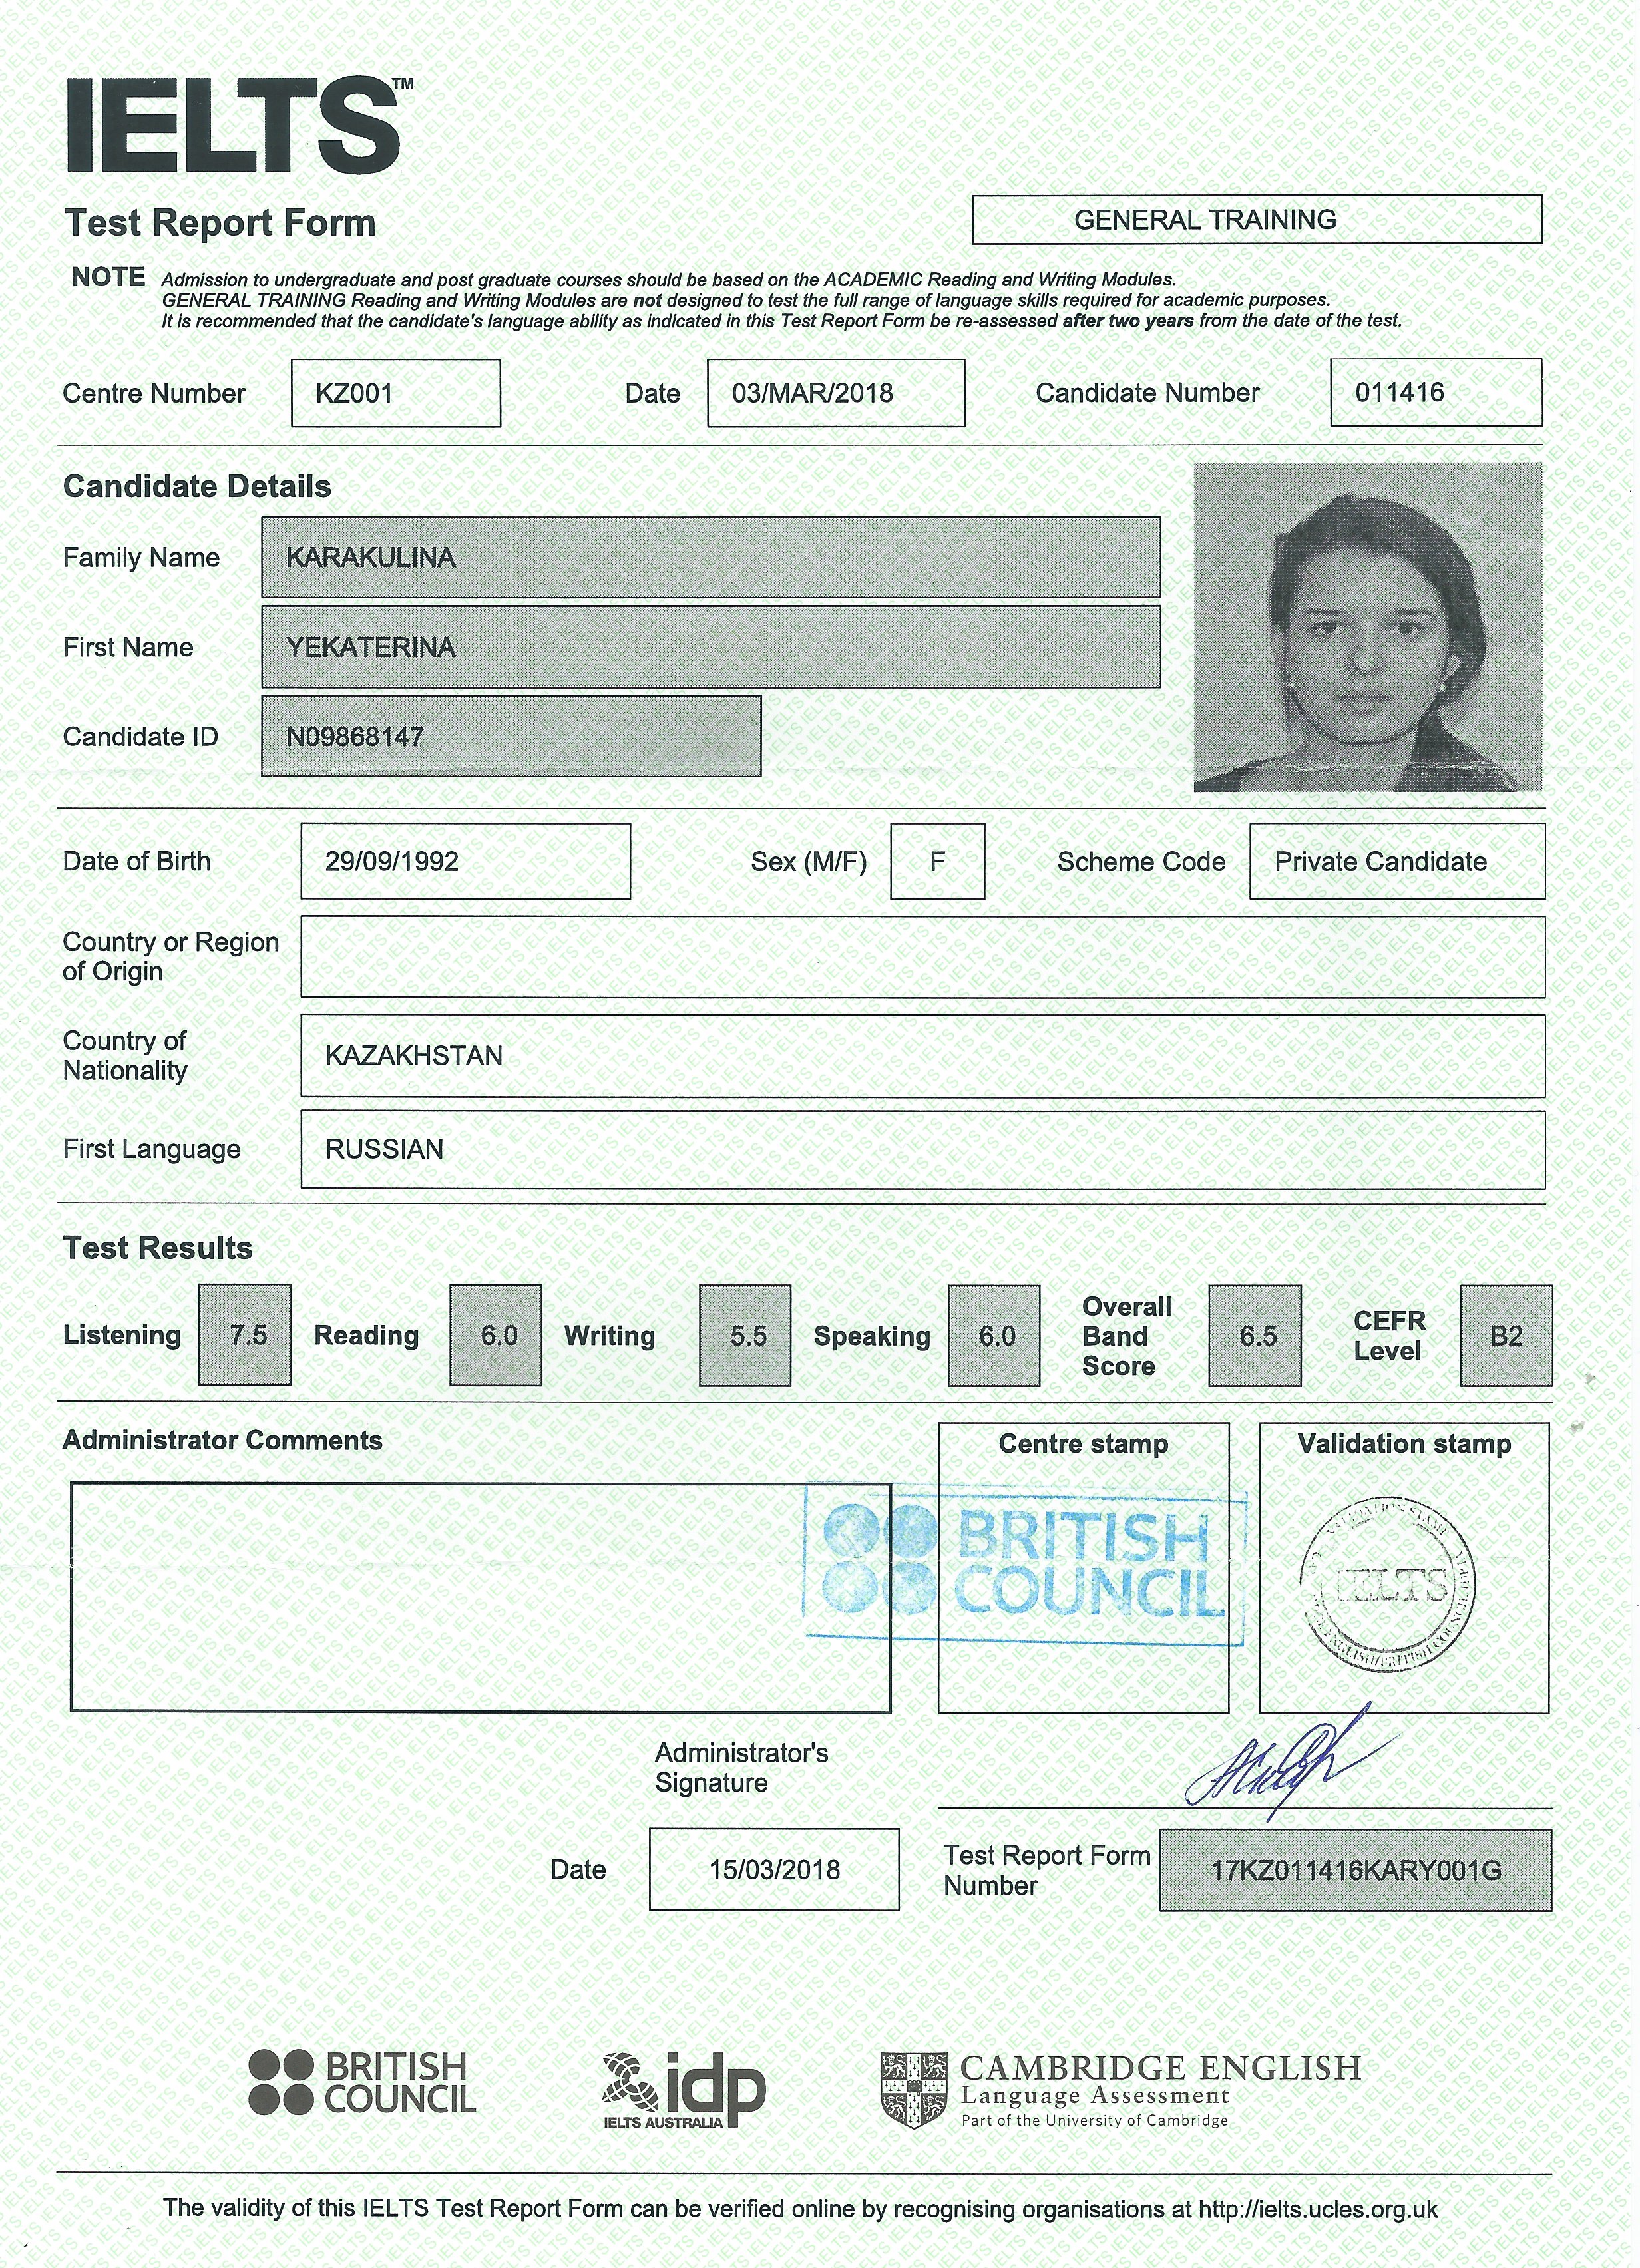 IELTS™
Test Report Form
GENERAL TRAINING
NOTE Admission to undergraduate and post graduate courses should be based on the ACADEMIC Reading and Writing Modules.
GENERAL TRAINING Reading and Writing Modules are not designed to test the full range of language skills required for academic purposes.
It is recommended that the candidate's language ability as indicated in this Test Report Form be re-assessed after two years from the date of the test.
Centre Number KZ001 Date 03/MAR/2018 Candidate Number 011416
Candidate Details
Family Name KARAKULINA
First Name YEKATERINA
Candidate ID N09868147
Date of Birth 29/09/1992 Sex (M/F) F Scheme Code Private Candidate
Country or Region
of Origin
Country of
Nationality
KAZAKHSTAN
First Language RUSSIAN
Test Results
Listening 7.5 Reading 6.0 Writing 5.5 Speaking 6.0
Overall
Band
Score
6.5
CEFR
Level
B2
Administrator Comments
Centre stamp
BRITISH
COUNCIL
Validation stamp
VALIDATION STAMP
IELTS
Administrator's
Signature
Date 15/03/2018
Test Report Form
Number
17KZ011416KARY001G
BRITISH
COUNCIL
idp
IELTS AUSTRALIA
CAMBRIDGE ENGLISH
Language Assessment
Part of the University of Cambridge
The validity of this IELTS Test Report Form can be verified online by recognising organisations at http://ielts.ucles.org.uk